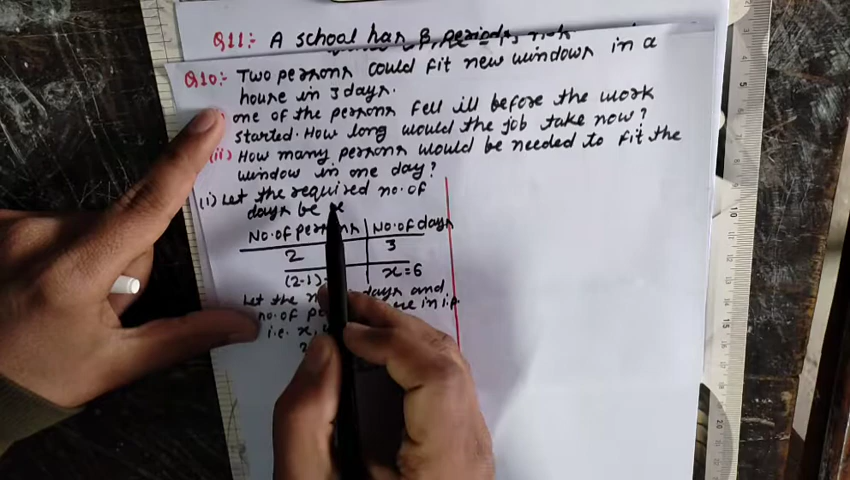 Q11:- A school has 8 periods,
Q10:- Two persons could fit new windows in a
house in 3 days.
one of the persons fell ill before the work
started. How long would the job take now?
(ii) How many persons would be needed to fit the
window in one day?
(i) Let the required no. of
days be x
No. of persons No. of days
2 3
(2-1) x = 6
Let the days and
no. of are in i.p
i.e. x,